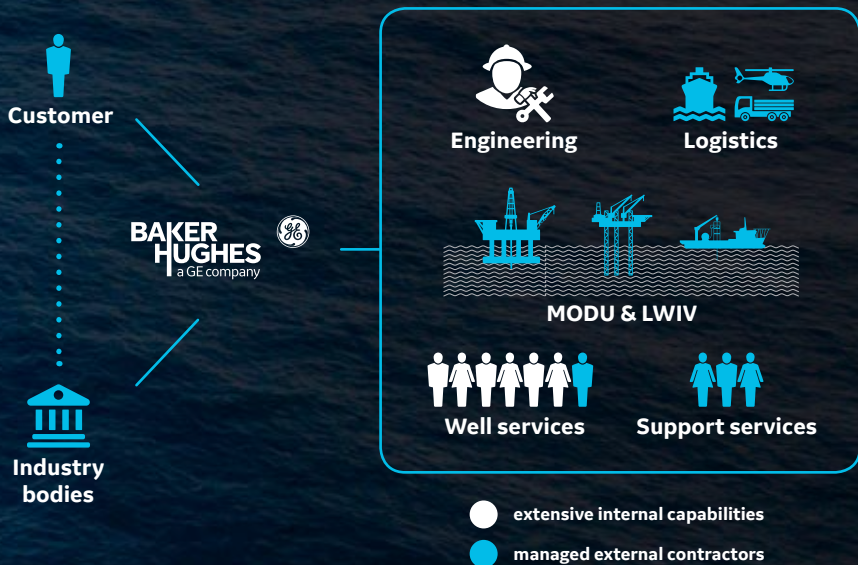 Customer
Engineering
Logistics
BAKER
HUGHES
a GE company
GE
MODU & LWIV
Well services
Support services
Industry
bodies
extensive internal capabilities
managed external contractors